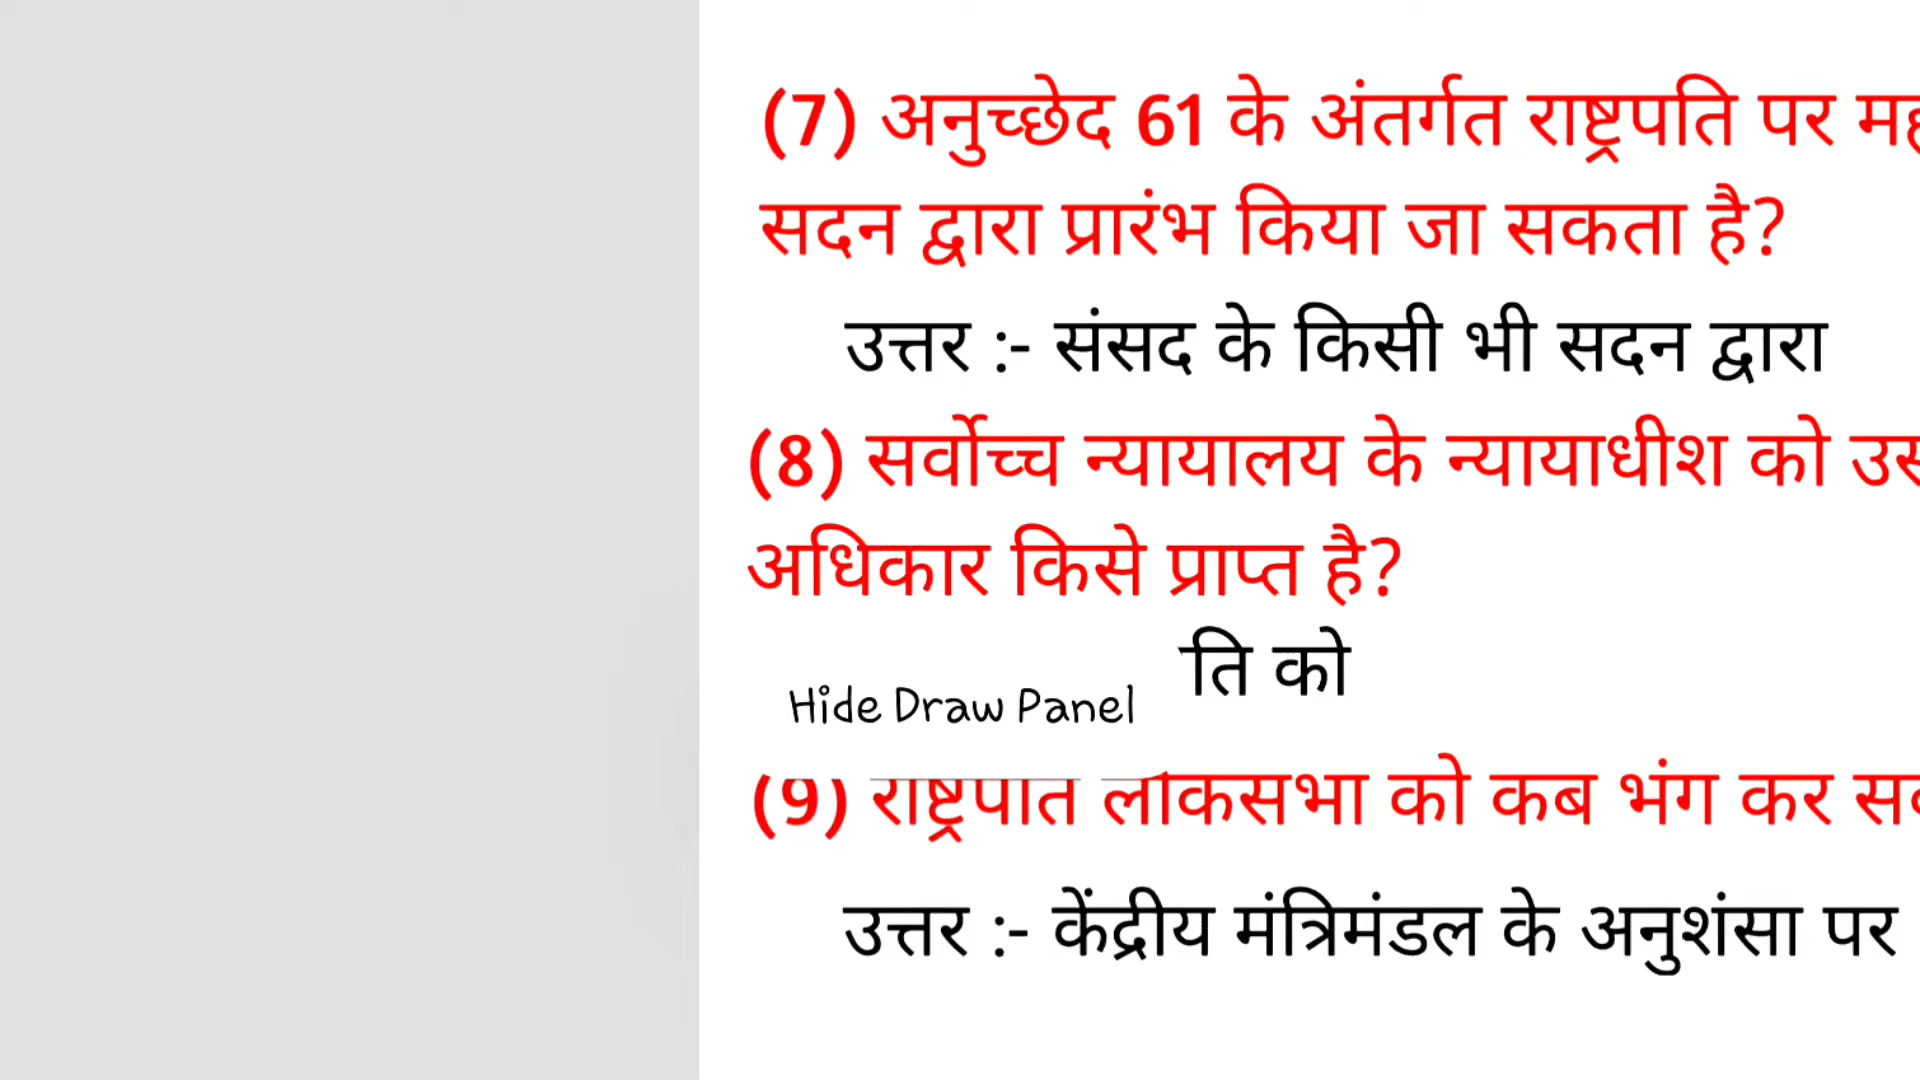 (7) अनुच्छेद 61 के अंतर्गत राष्ट्रपति पर
सदन द्वारा प्रारंभ किया जा सकता है?
उत्तर :- संसद के किसी भी सदन द्वारा
(8) सर्वोच्च न्यायालय के न्यायाधीश को
अधिकार किसे प्राप्त है?
को
Hide Draw Panel
(9) राष्ट्रपति लोकसभा को कब भंग कर
उत्तर :- केंद्रीय मंत्रिमंडल के अनुशंसा पर